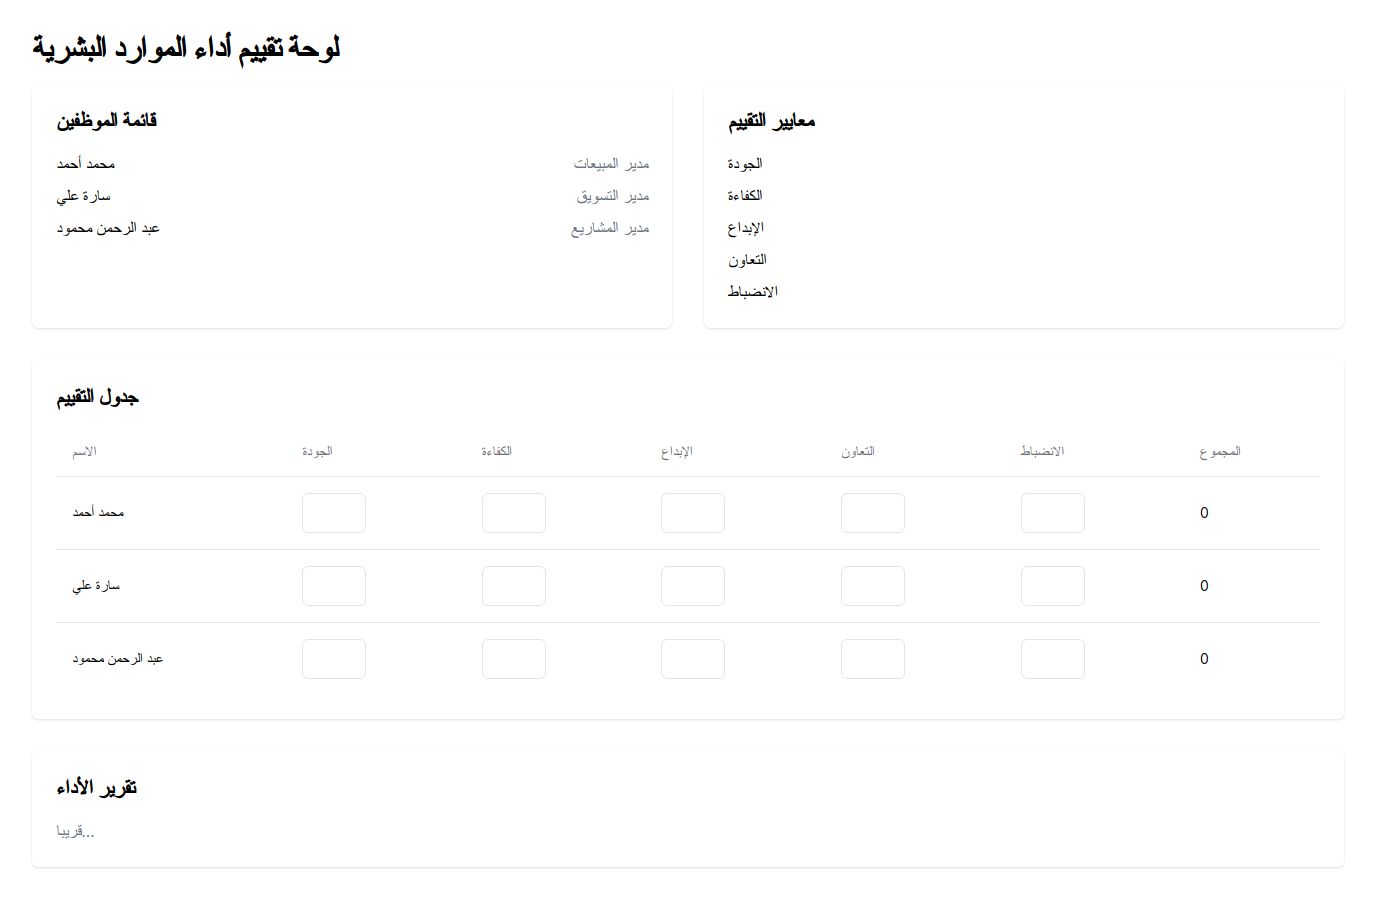 لوحة تقييم أداء الموارد البشرية
قائمة الموظفين
محمد أحمد مدير المبيعات
سارة علي مدير التسويق
عبد الرحمن محمود مدير المشاريع
معايير التقييم
الجودة
الكفاءة
الإبداع
التعاون
الانضباط
جدول التقييم
الاسم الجودة الكفاءة الإبداع التعاون الانضباط المجموع
محمد أحمد 0
سارة علي 0
عبد الرحمن محمود 0
تقرير الأداء
قريبا...